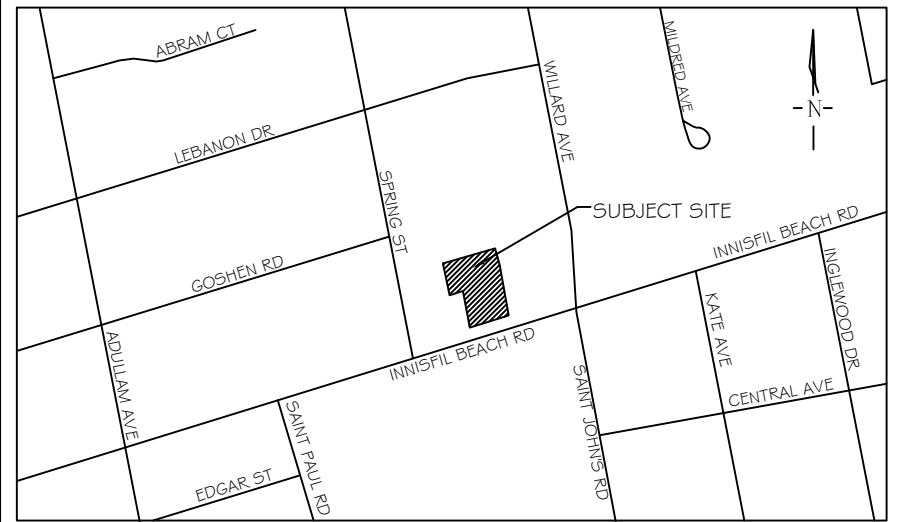 ABRAM CT
MILDRED AVE
WILLARD AVE
-N-
LEBANON DR
SPRING ST
SUBJECT SITE
INNISFIL BEACH RD
GOSHEN RD
INGLEWOOD DR
KATE AVE
ADULLAM AVE
INNISFIL BEACH RD
SAINT JOHN'S RD
CENTRAL AVE
SAINT PAUL RD
EDGAR ST